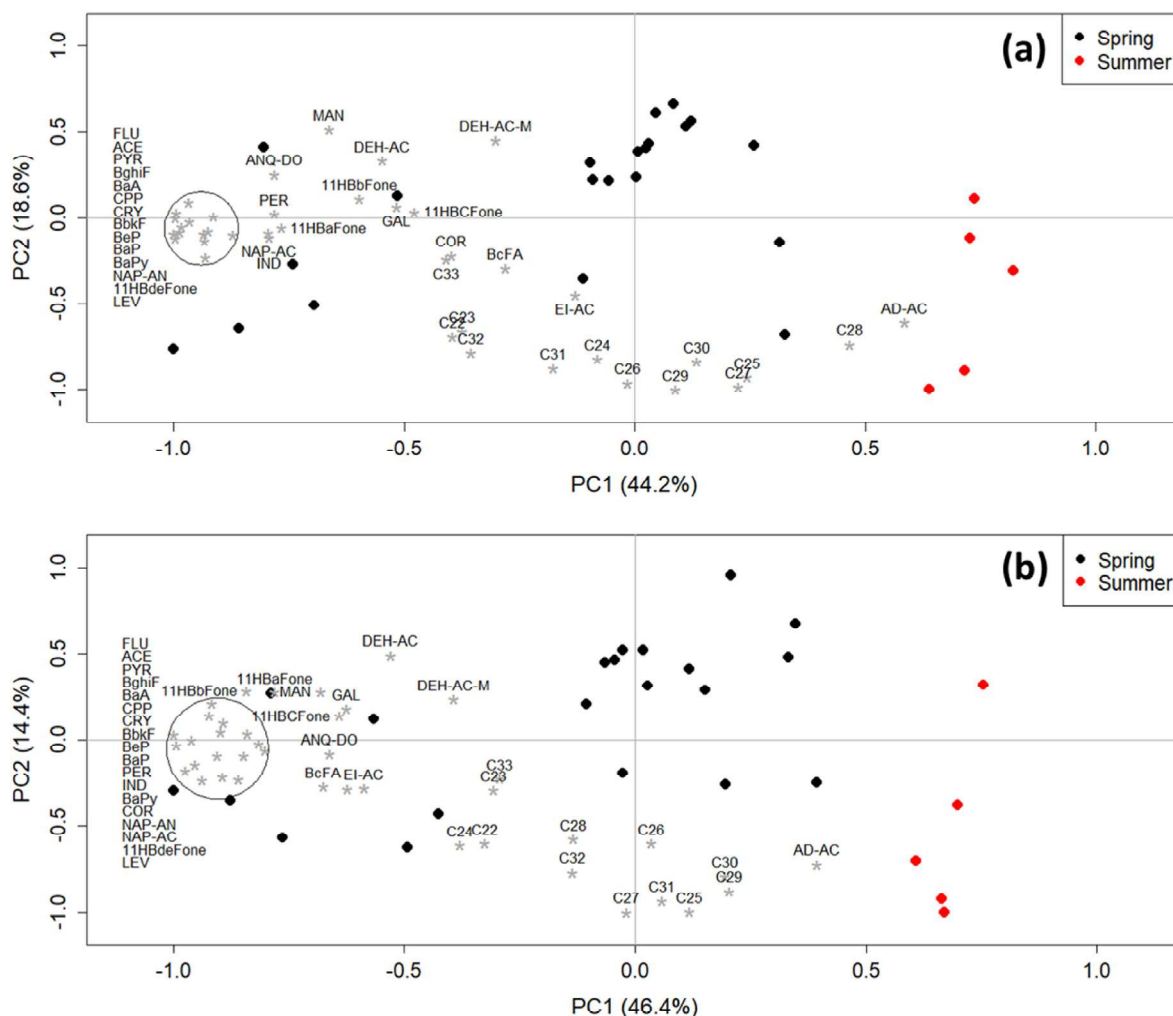 (a)
Spring
Summer
1.0
0.5
0.0
-0.5
-1.0
PC2 (18.6%)
FLU
ACE
PYR
BghiF
BaA
CPP
CRY
BbkF
BeP
BaP
BaPy
NAP-AN
11HBdeFone
LEV
MAN
DEH-AC-M
DEH-AC
ANQ-DO
11HBbFone
PER
11HBCFone
GAL
11HBaFone
NAP-AC
IND
COR
C33
BcFA
EI-AC
AD-AC
C23
C22
C32
C28
C24
C30
C31
C26
C25
C27
C29
-1.0 -0.5 0.0 0.5 1.0
PC1 (44.2%)
(b)
Spring
Summer
1.0
0.5
0.0
-0.5
-1.0
PC2 (14.4%)
FLU
ACE
PYR
BghiF
BaA
CPP
CRY
BbkF
BeP
BaP
PER
IND
BaPy
COR
NAP-AN
NAP-AC
11HBdeFone
LEV
DEH-AC
11HBaFone
11HBbFone
MAN
GAL
DEH-AC-M
11HBCFone
ANQ-DO
BcFA EI-AC
C33
C23
C24 C22
C28
C26
C32
AD-AC
C30
C29
C27
C31
C25
-1.0 -0.5 0.0 0.5 1.0
PC1 (46.4%)